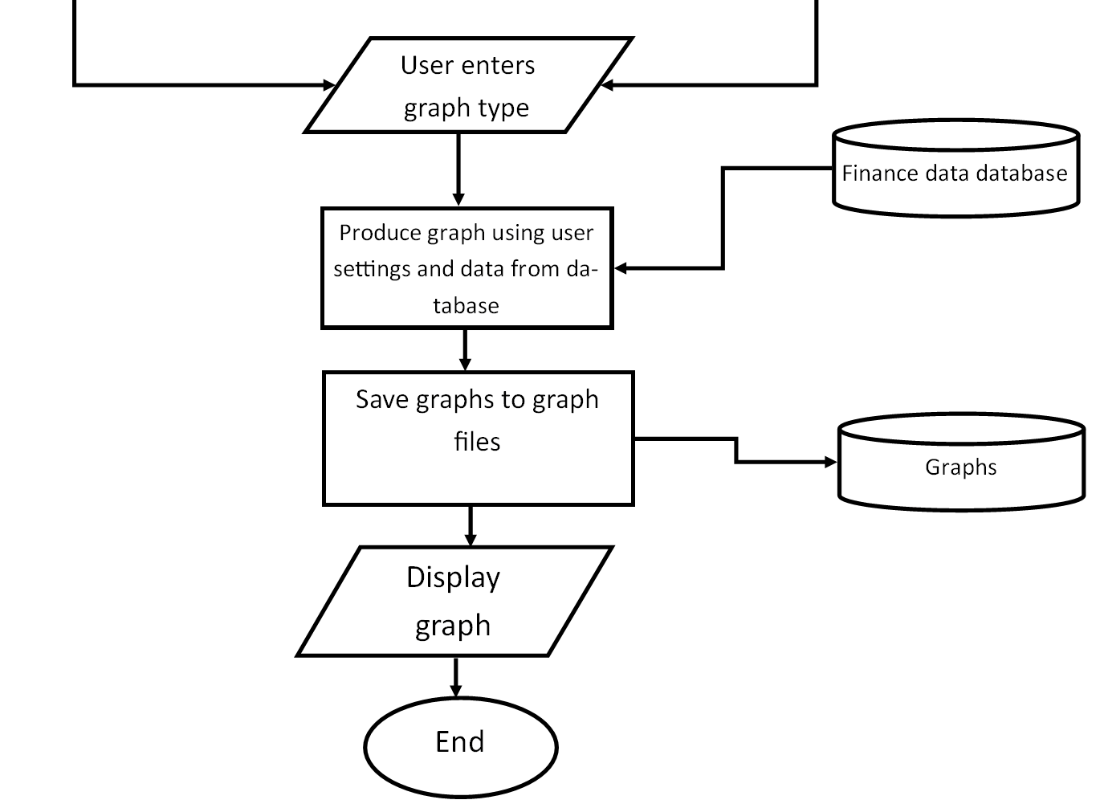 User enters
graph type
Finance data database
Produce graph using user
settings and data from da-
tabase
Save graphs to graph
files
Graphs
Display
graph
End